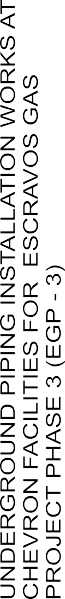 UNDERGROUND PIPING INSTALLATION WORKS AT
CHEVRON FACILITIES FOR ESCRAVOS GAS
PROJECT PHASE 3 (EGP - 3)